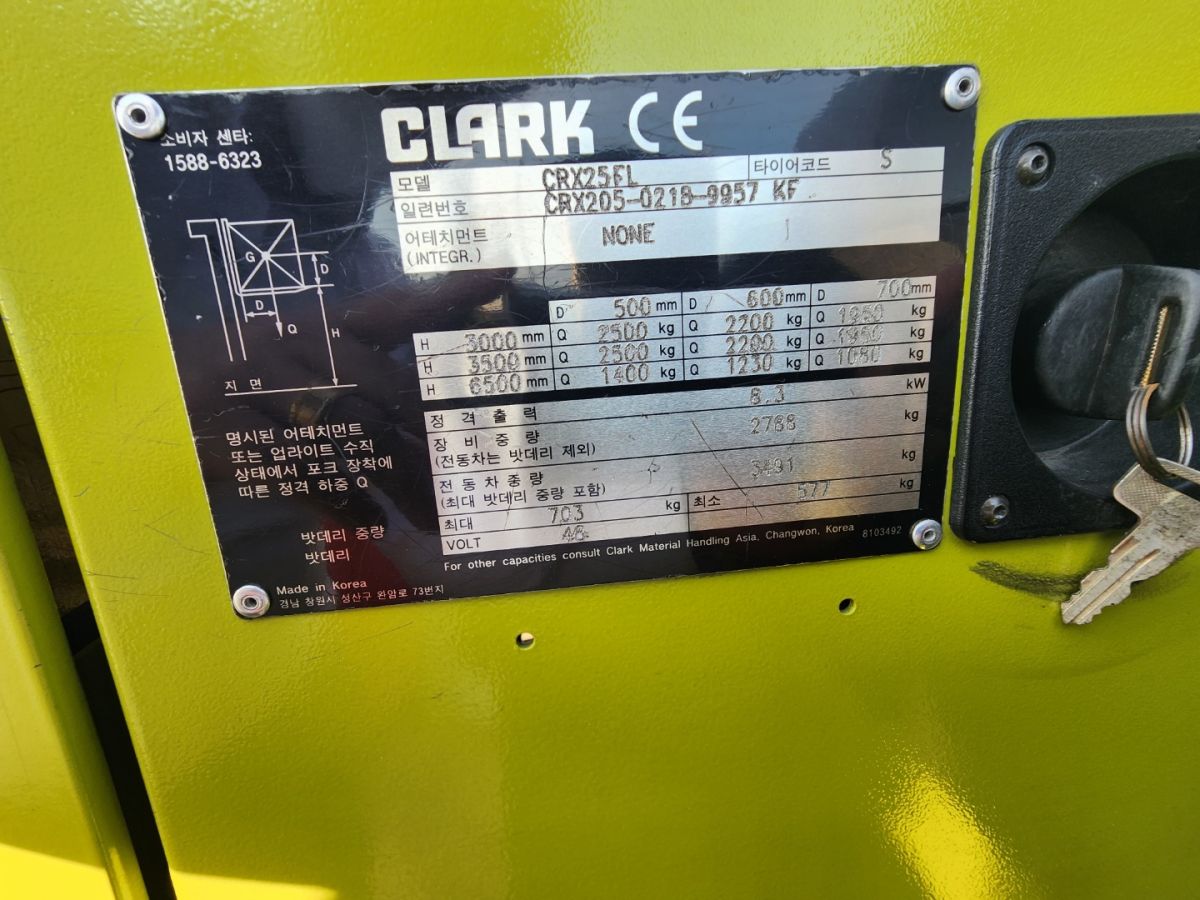 소비자 센타:
1588-6323
CLARK CE
모델 CRX25FL 타이어코드 S
일련번호 CRX205-0218-9957 KF
어테치먼트 NONE
(INTEGR.)
G
D
D
Q
H
지 면
D 500 mm D 600 mm D 700 mm
H 3000 mm Q 2500 kg Q 2200 kg Q 1950 kg
H 3500 mm Q 2500 kg Q 2200 kg Q 1950 kg
H 6500 mm Q 1400 kg Q 1230 kg Q 1080 kg
명시된 어테치먼트
또는 업라이트 수직
상태에서 포크 장착에
따른 정격 하중 Q
정 격 출 력 8.3 kW
장 비 중 량 2788 kg
(전동차는 밧데리 제외)
전 동 차 중 량 3491 kg
(최대 밧데리 중량 포함)
밧데리 중량 최대 703 kg 최소 577 kg
밧데리 VOLT 48
For other capacities consult Clark Material Handling Asia, Changwon, Korea 8103492
Made in Korea
경남 창원시 성산구 완암로 73번지